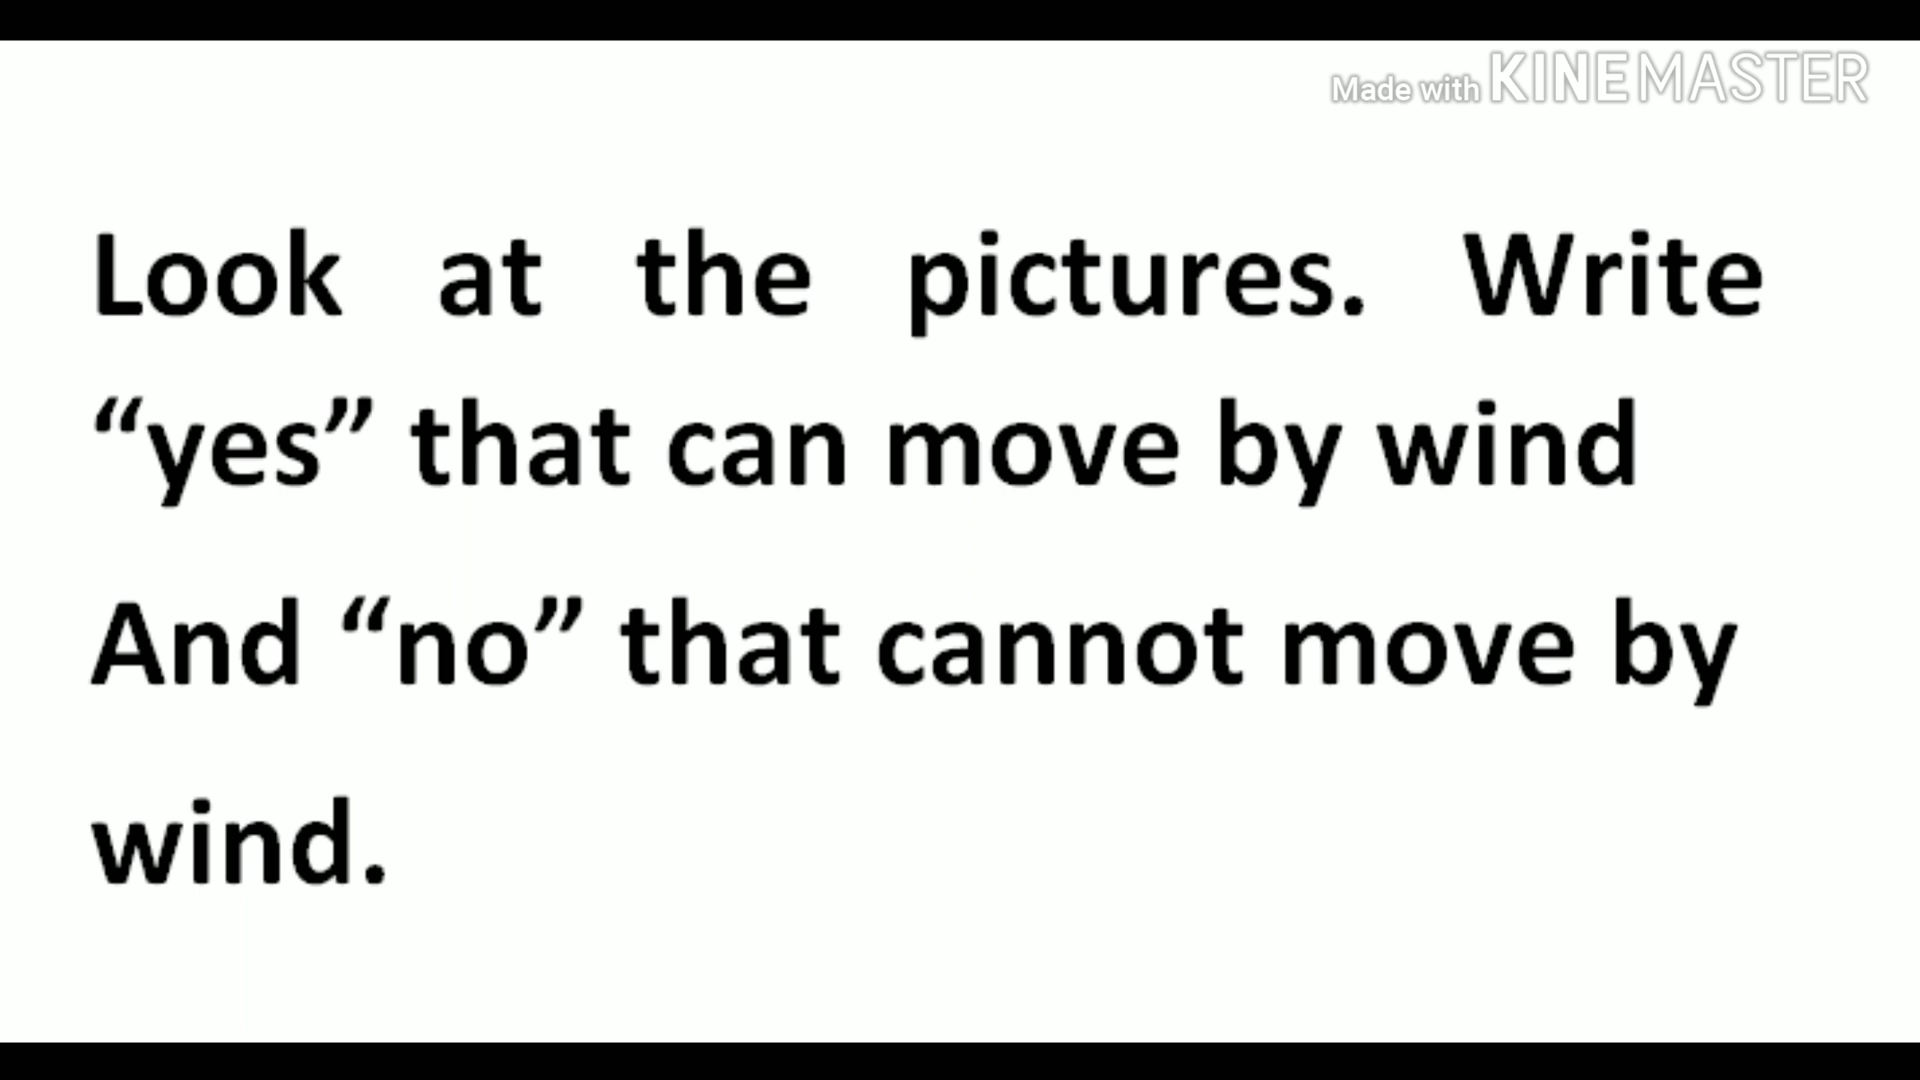 Made with KINEMASTER
Look at the pictures. Write
“yes” that can move by wind
And “no” that cannot move by
wind.